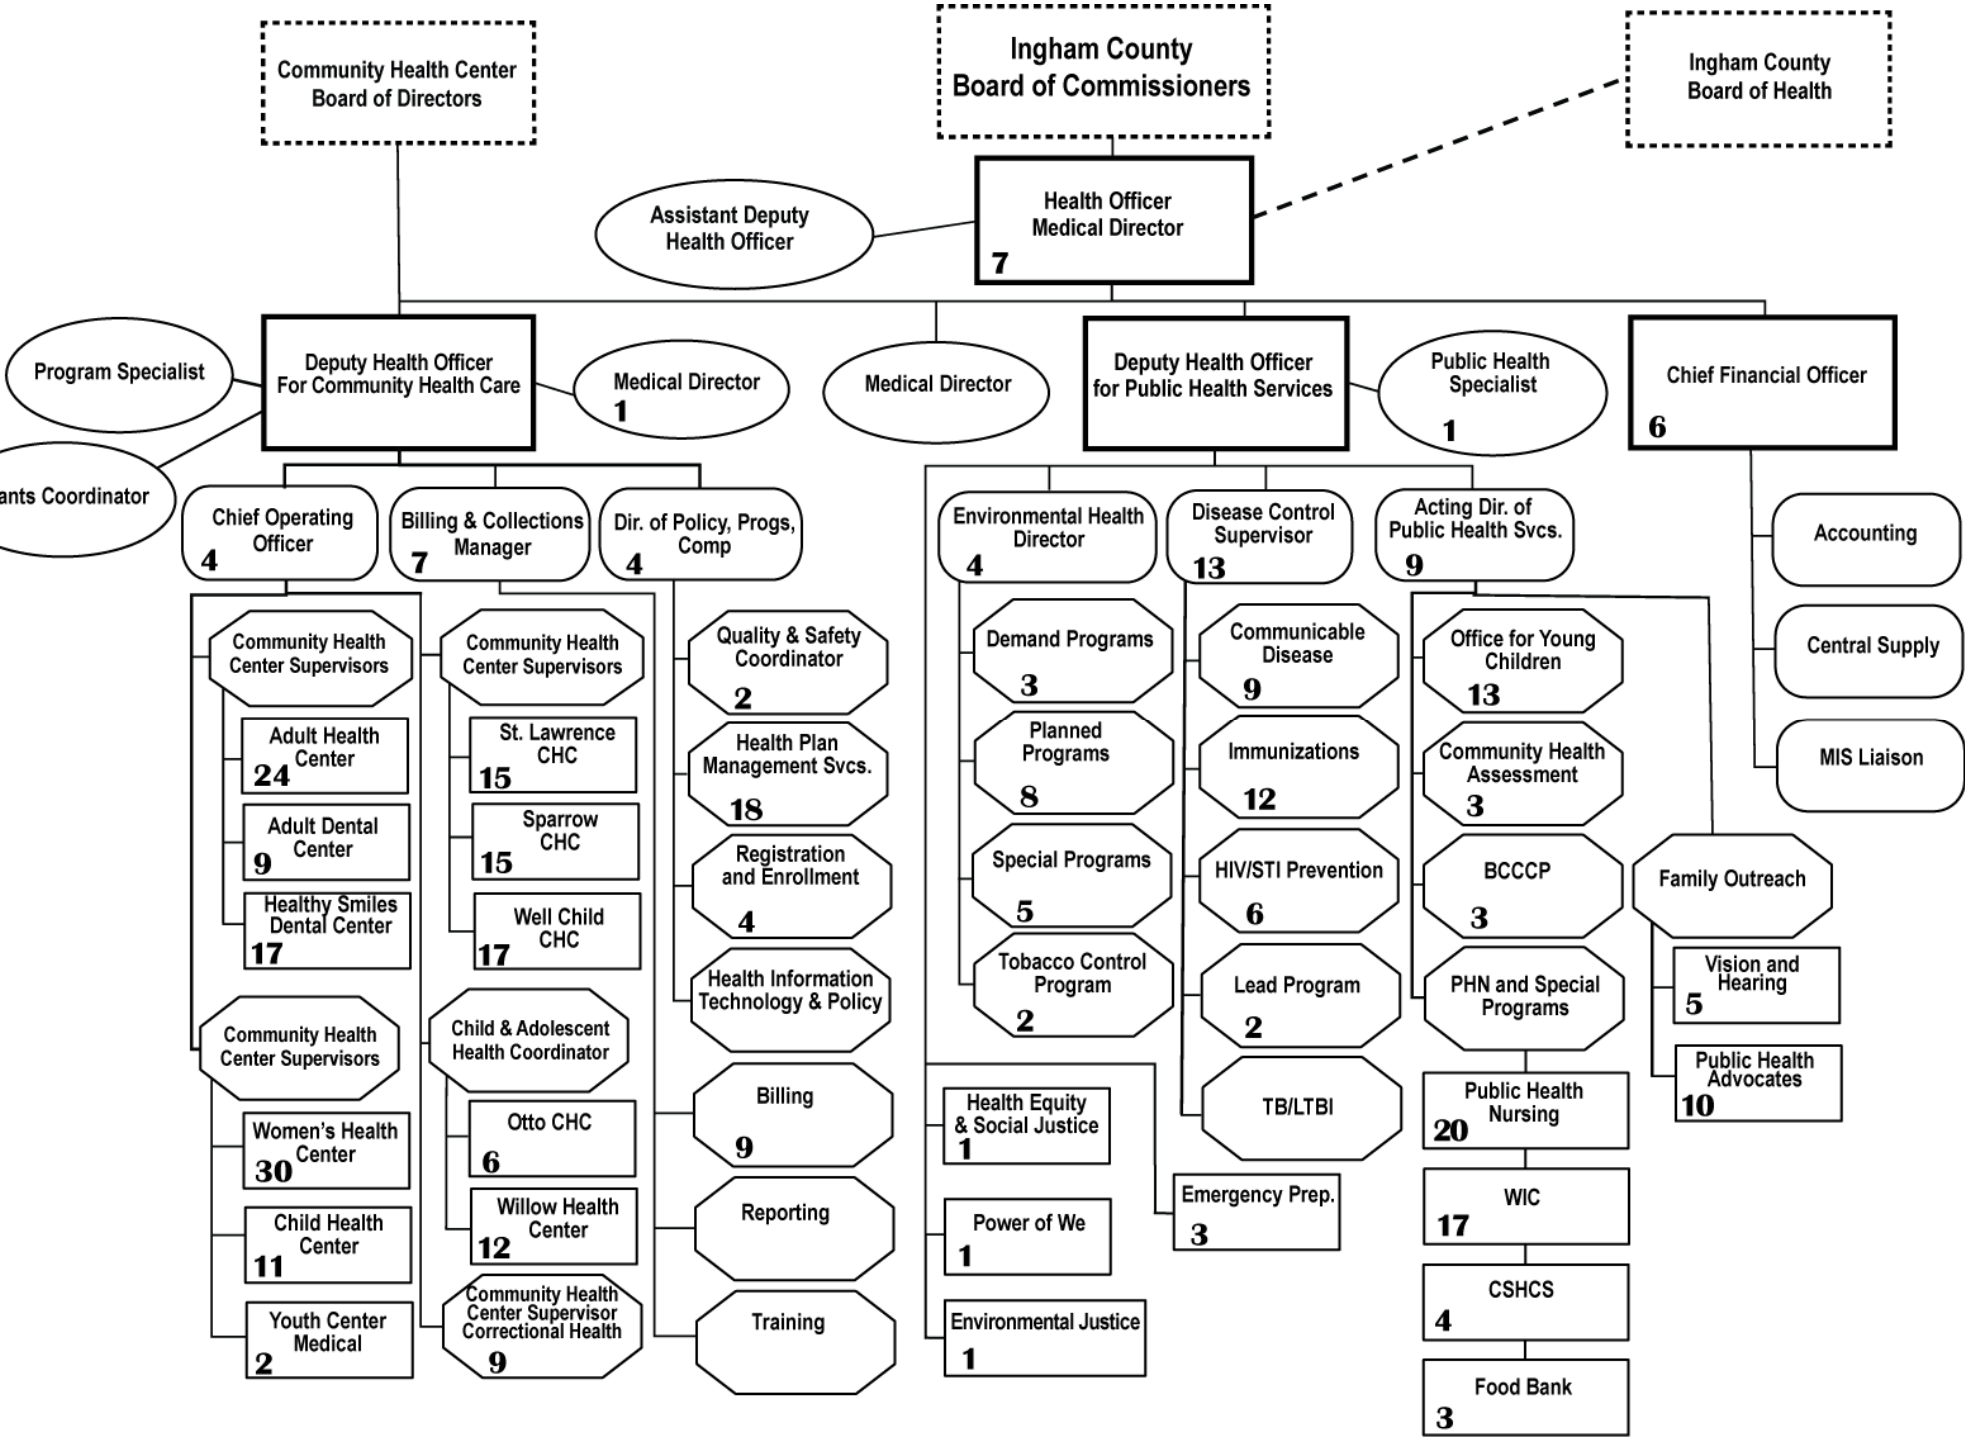 Community Health Center
Board of Directors
Ingham County
Board of Commissioners
Ingham County
Board of Health
Assistant Deputy
Health Officer
Health Officer
Medical Director
7
Program Specialist
Deputy Health Officer
For Community Health Care
Medical Director
1
Medical Director
Deputy Health Officer
for Public Health Services
Public Health
Specialist
1
Chief Financial Officer
6
ants Coordinator
Chief Operating
Officer
4
Billing & Collections
Manager
7
Dir. of Policy, Progs,
Comp
4
Environmental Health
Director
4
Disease Control
Supervisor
13
Acting Dir. of
Public Health Svcs.
9
Accounting
Central Supply
MIS Liaison
Community Health
Center Supervisors
Adult Health
Center
24
Adult Dental
Center
9
Healthy Smiles
Dental Center
17
Community Health
Center Supervisors
Women's Health
Center
30
Child Health
Center
11
Youth Center
Medical
2
Community Health
Center Supervisors
St. Lawrence
CHC
15
Sparrow
CHC
15
Well Child
CHC
17
Child & Adolescent
Health Coordinator
Otto CHC
6
Willow Health
Center
12
Community Health
Center Supervisor
Correctional Health
9
Quality & Safety
Coordinator
2
Health Plan
Management Svcs.
18
Registration
and Enrollment
4
Health Information
Technology & Policy
Billing
9
Reporting
Training
Demand Programs
3
Planned
Programs
8
Special Programs
5
Tobacco Control
Program
2
Health Equity
& Social Justice
1
Power of We
1
Environmental Justice
1
Emergency Prep.
3
Communicable
Disease
9
Immunizations
12
HIV/STI Prevention
6
Lead Program
2
TB/LTBI
Office for Young
Children
13
Community Health
Assessment
3
BCCCP
3
PHN and Special
Programs
Public Health
Nursing
20
WIC
17
CSHCS
4
Food Bank
3
Family Outreach
Vision and
Hearing
5
Public Health
Advocates
10